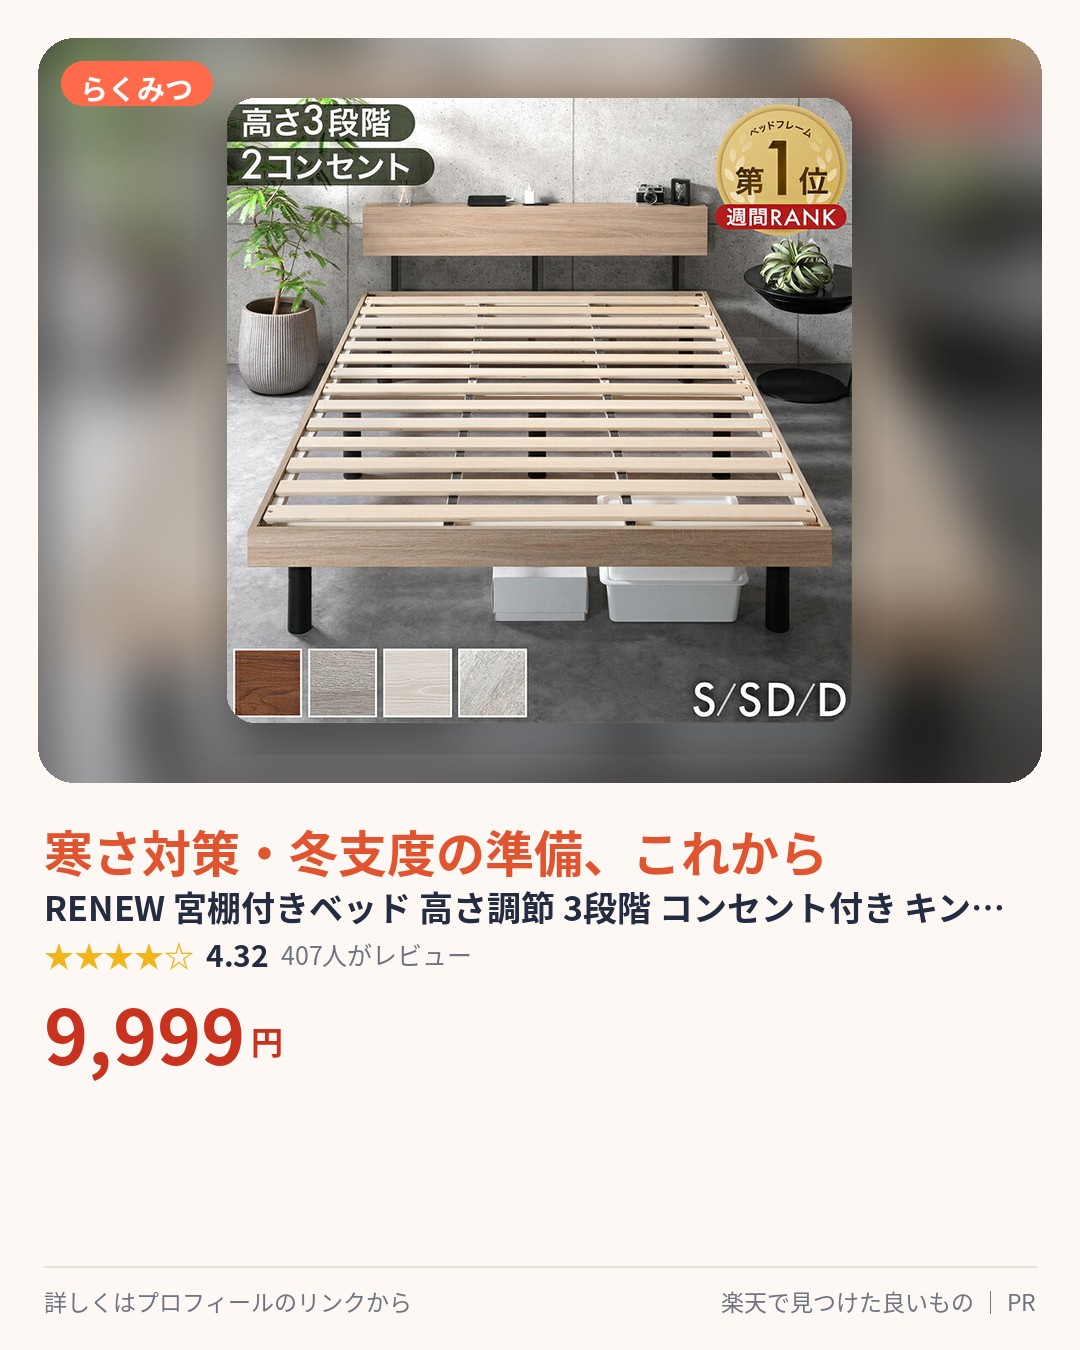 らくみつ
高さ3段階
2コンセント
ベッドフレーム
第1位
週間RANK
S/SD/D
寒さ対策・冬支度の準備、これから
RENEW 宮棚付きベッド 高さ調節 3段階 コンセント付き キン…
★★★★☆ 4.32 407人がレビュー
9,999円
詳しくはプロフィールのリンクから
楽天で見つけた良いもの｜PR